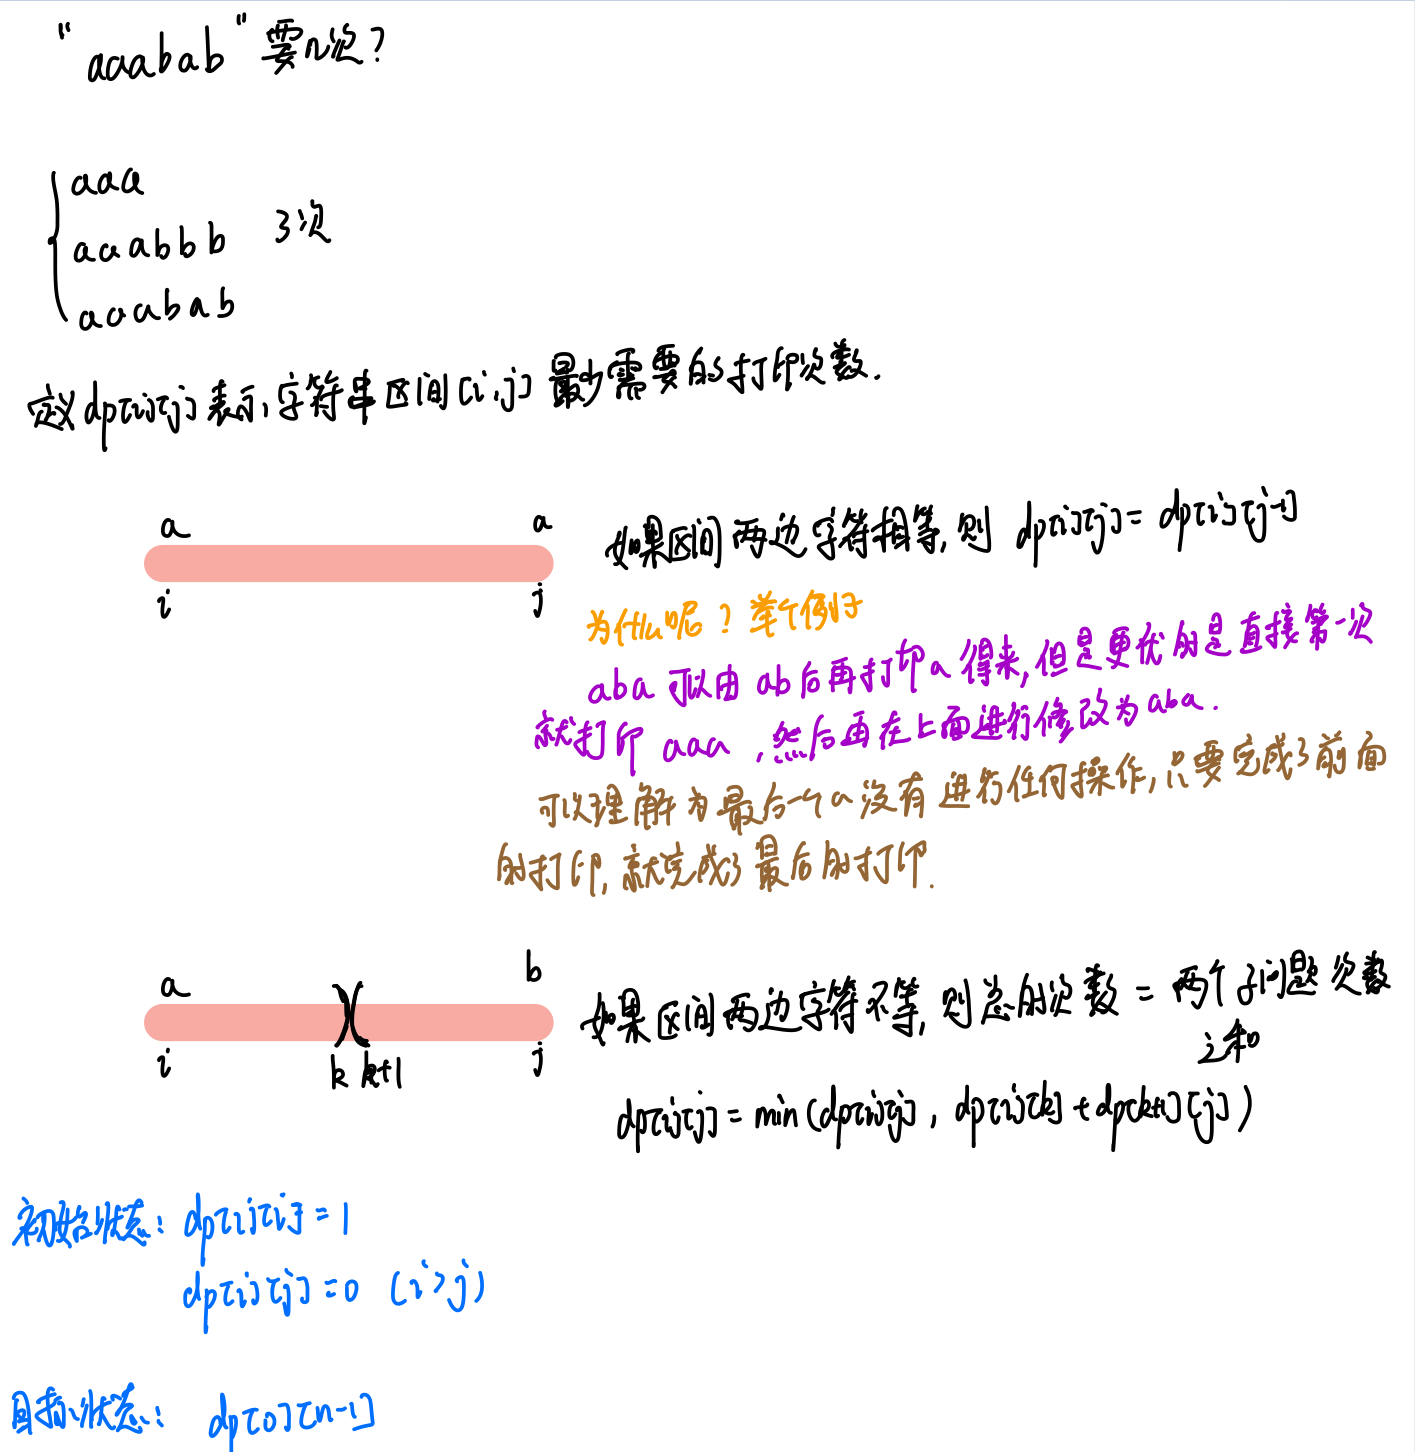 "aaabab"要几次？
aaa
aaabbb 3次
aaabab
定义dp[i][j]表示，字符串区间[i,j]最少需要的打印次数.
a a
如果区间两边字符相等，则 dp[i][j] = dp[i][j-1]
i j
为什么呢？举个例子
aba 可以由 ab后再打印a 得来，但是更优的是直接第一次
就打印 aaa ，然后再在上面进行修改为aba.
可以理解为最后一个a没有进行任何操作，只要完成了前面
的打印，就完成了最后的打印.
a b
如果区间两边字符不等，则总的次数 = 两个子问题次数
之和
i k k+1 j
dp[i][j] = min(dp[i][j], dp[i][k] + dp[k+1][j])
初始状态: dp[i][i] = 1
dp[i][j] = 0 (i>j)
目标状态: dp[0][n-1]